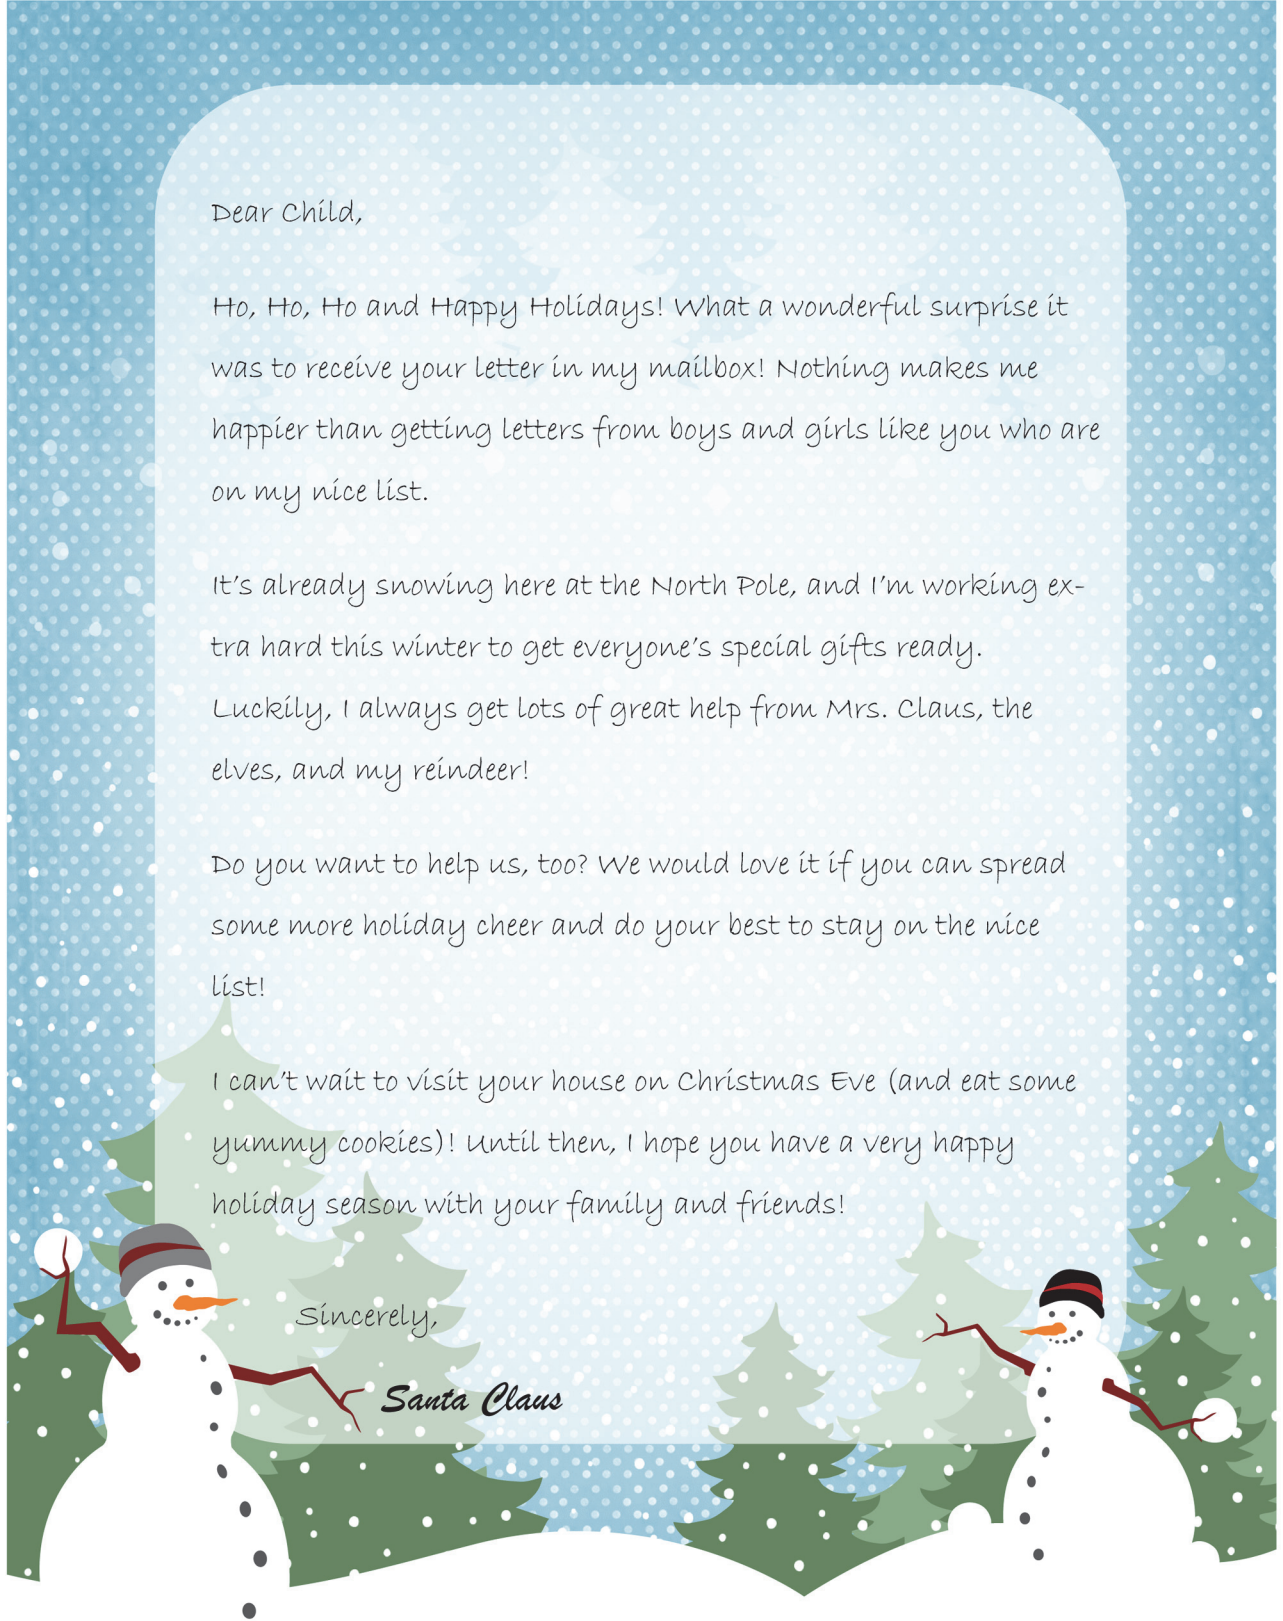 Dear Child,
Ho, Ho, Ho and Happy Holidays! What a wonderful surprise it
was to receive your letter in my mailbox! Nothing makes me
happier than getting letters from boys and girls like you who are
on my nice list.
It's already snowing here at the North Pole, and I'm working ex-
tra hard this winter to get everyone's special gifts ready.
Luckily, I always get lots of great help from Mrs. Claus, the
elves, and my reindeer!
Do you want to help us, too? We would love it if you can spread
some more holiday cheer and do your best to stay on the nice
list!
I can't wait to visit your house on Christmas Eve (and eat some
yummy cookies)! Until then, I hope you have a very happy
holiday season with your family and friends!
Sincerely,
Santa Claus